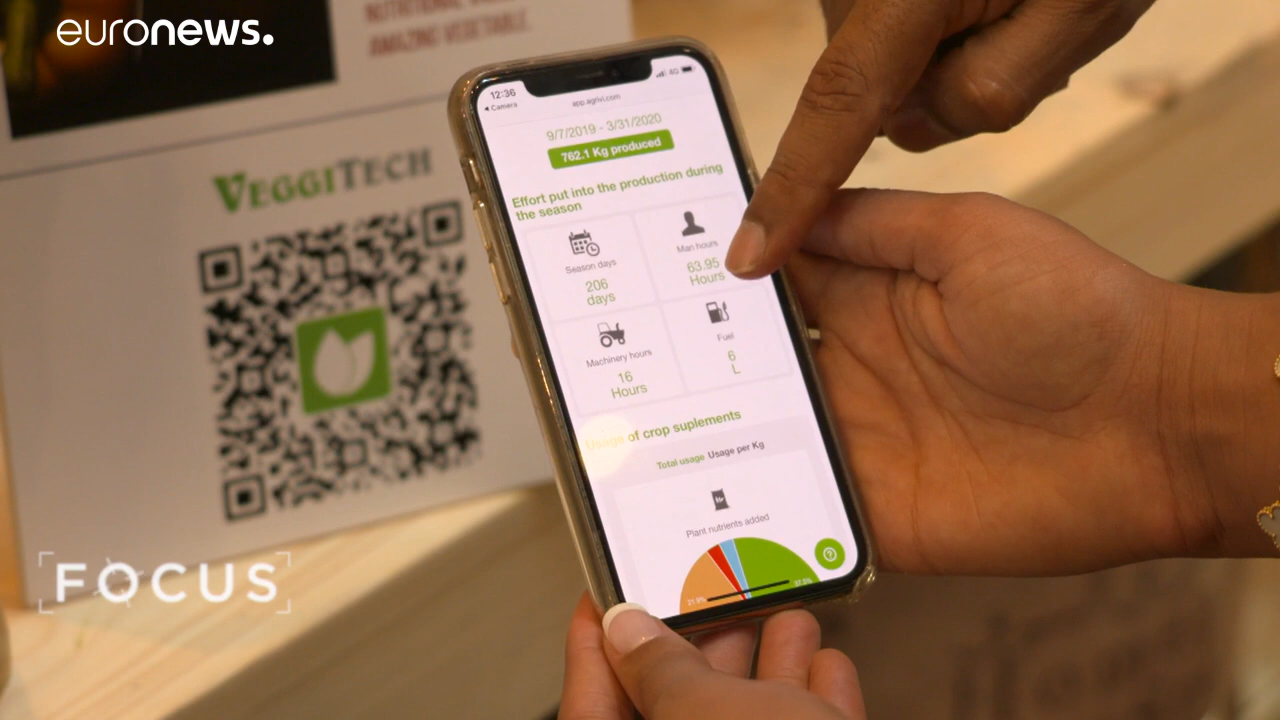 euronews.
NUTRITIONAL
AMAZING VEGETABLE.
VEGGITECH
12:36
4G
Camera
app.agrivi.com
9/7/2019 - 3/31/2020
762.1 Kg produced
Effort put into the production during
the season
Season days
206
days
Man hours
63.95
Hours
Machinery hours
16
Hours
Fuel
6
L
Usage of crop suplements
Total usage Usage per Kg
Plant nutrients added
21.9%
FOCUS